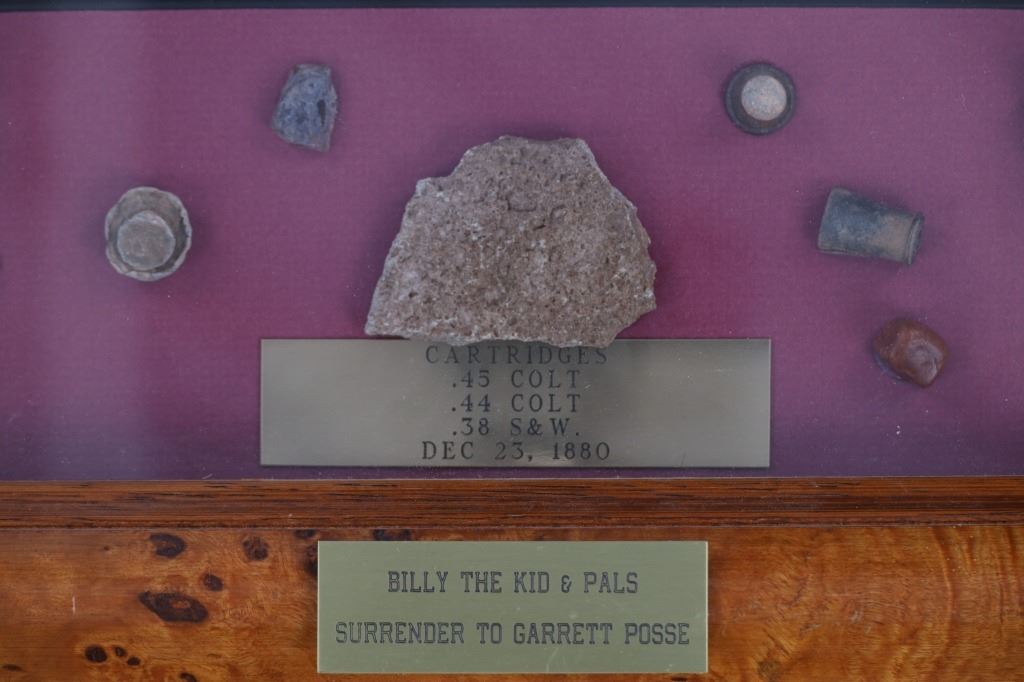 CARTRIDGES
.45 COLT
.44 COLT
.38 S&W.
DEC 23, 1880
BILLY THE KID & PALS
SURRENDER TO GARRETT POSSE